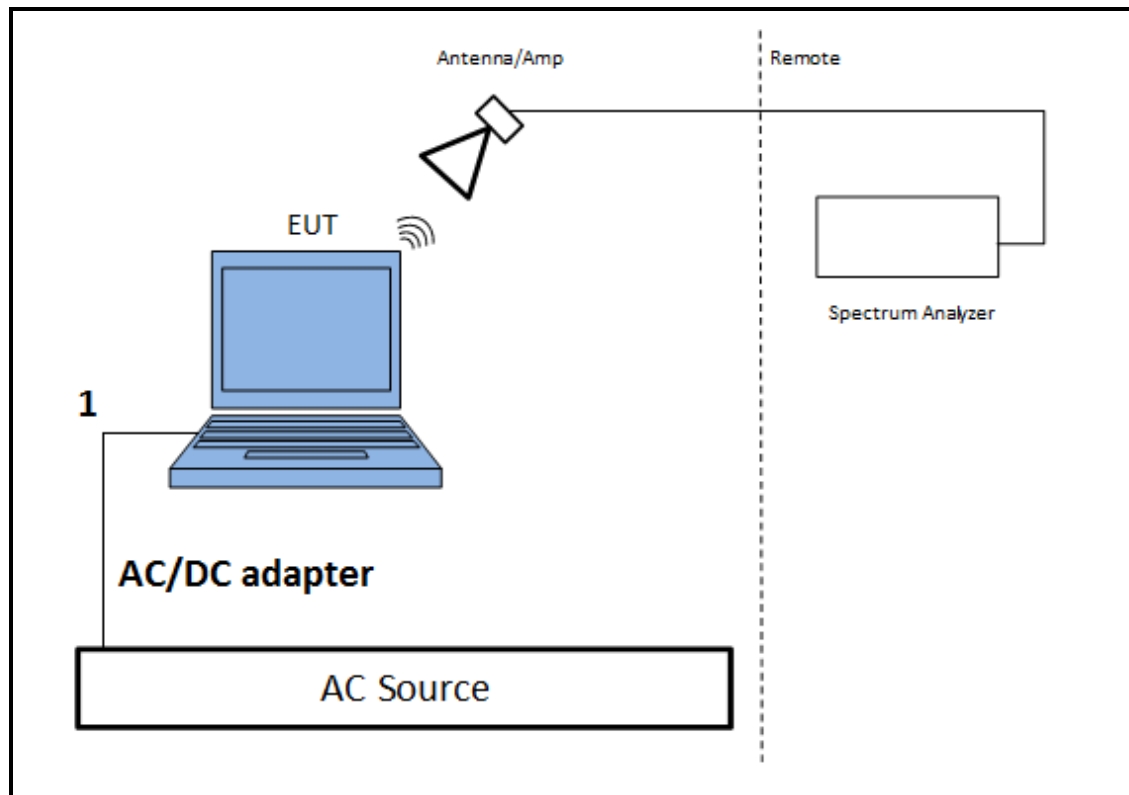 Antenna/Amp
Remote
EUT
Spectrum Analyzer
1
AC/DC adapter
AC Source